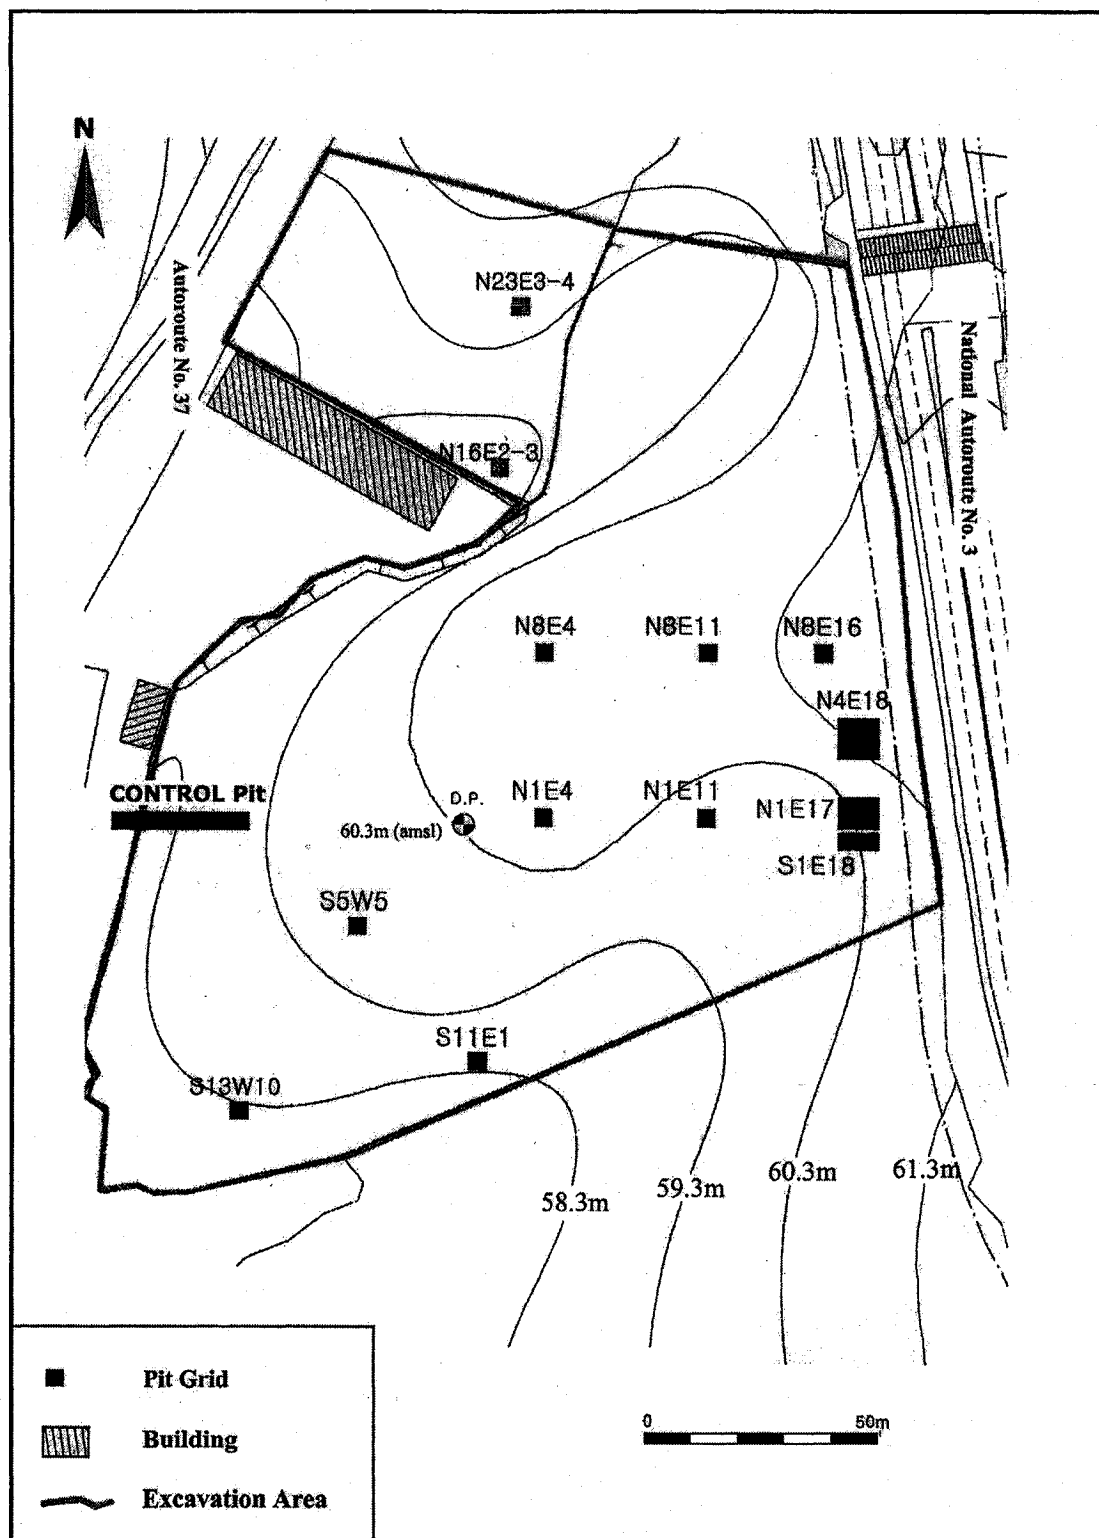 N
N23E3-4
Autoroute No. 37
National Autoroute No. 3
N16E2-3
N8E4
N8E11
N8E16
N4E18
CONTROL Pit
D.P.
60.3m (amsl)
N1E4
N1E11
N1E17
S1E18
S5W5
S11E1
S13W10
58.3m
59.3m
60.3m
61.3m
Pit Grid
Building
Excavation Area
0
50m